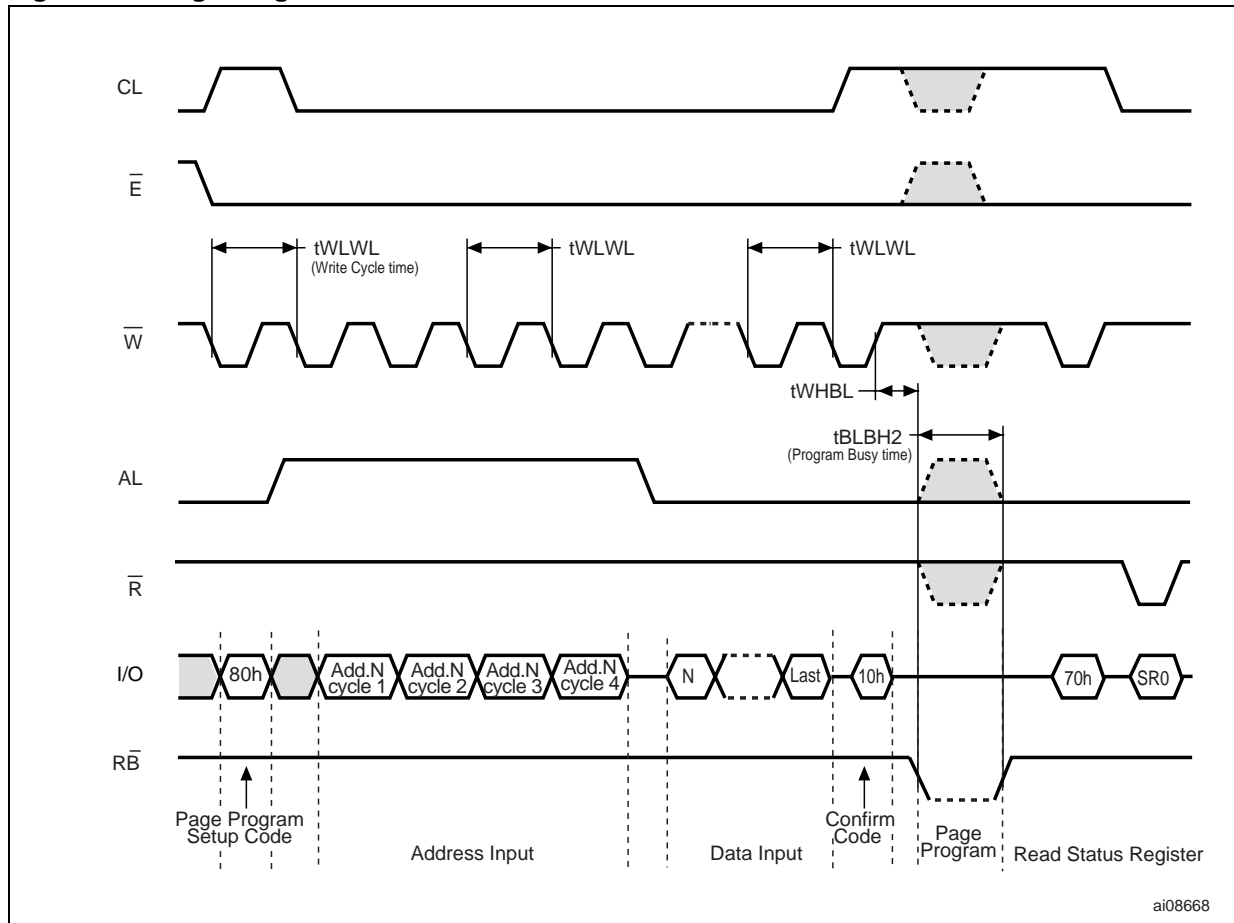 CL
E
tWLWL
(Write Cycle time)
tWLWL
tWLWL
W
tWHBL
tBLBH2
(Program Busy time)
AL
R
I/O
80h
Add.N
cycle 1
Add.N
cycle 2
Add.N
cycle 3
Add.N
cycle 4
N
Last
10h
70h
SR0
RB
Page Program
Setup Code
Address Input
Data Input
Confirm
Code
Page
Program
Read Status Register
ai08668